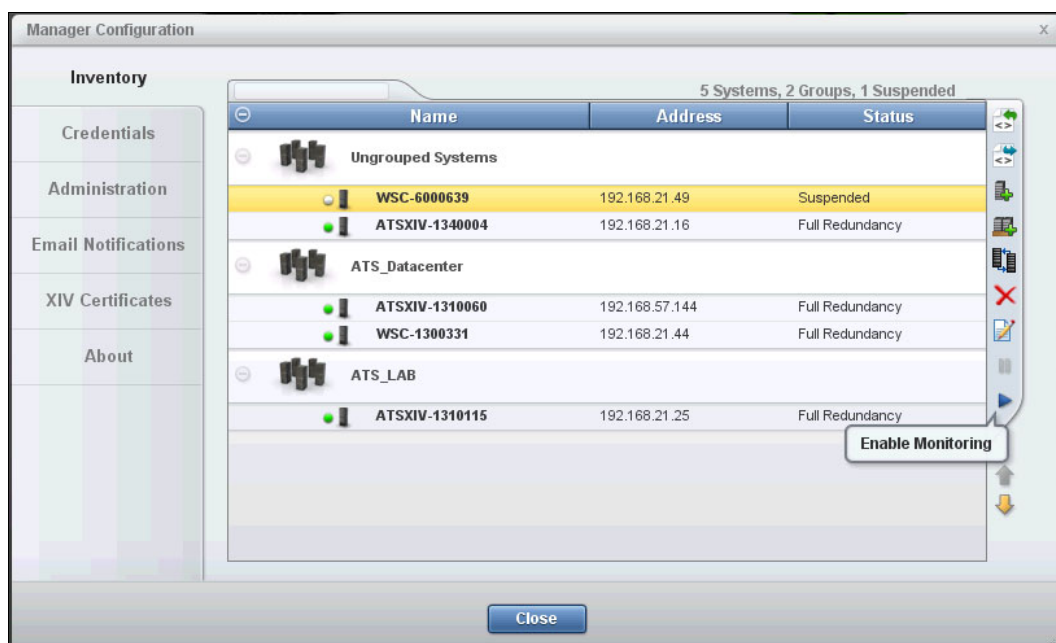 Manager Configuration
x
Inventory
Credentials
Administration
Email Notifications
XIV Certificates
About
5 Systems, 2 Groups, 1 Suspended
Name Address Status
Ungrouped Systems
WSC-6000639 192.168.21.49 Suspended
ATSXIV-1340004 192.168.21.16 Full Redundancy
ATS_Datacenter
ATSXIV-1310060 192.168.57.144 Full Redundancy
WSC-1300331 192.168.21.44 Full Redundancy
ATS_LAB
ATSXIV-1310115 192.168.21.25 Full Redundancy
Enable Monitoring
Close